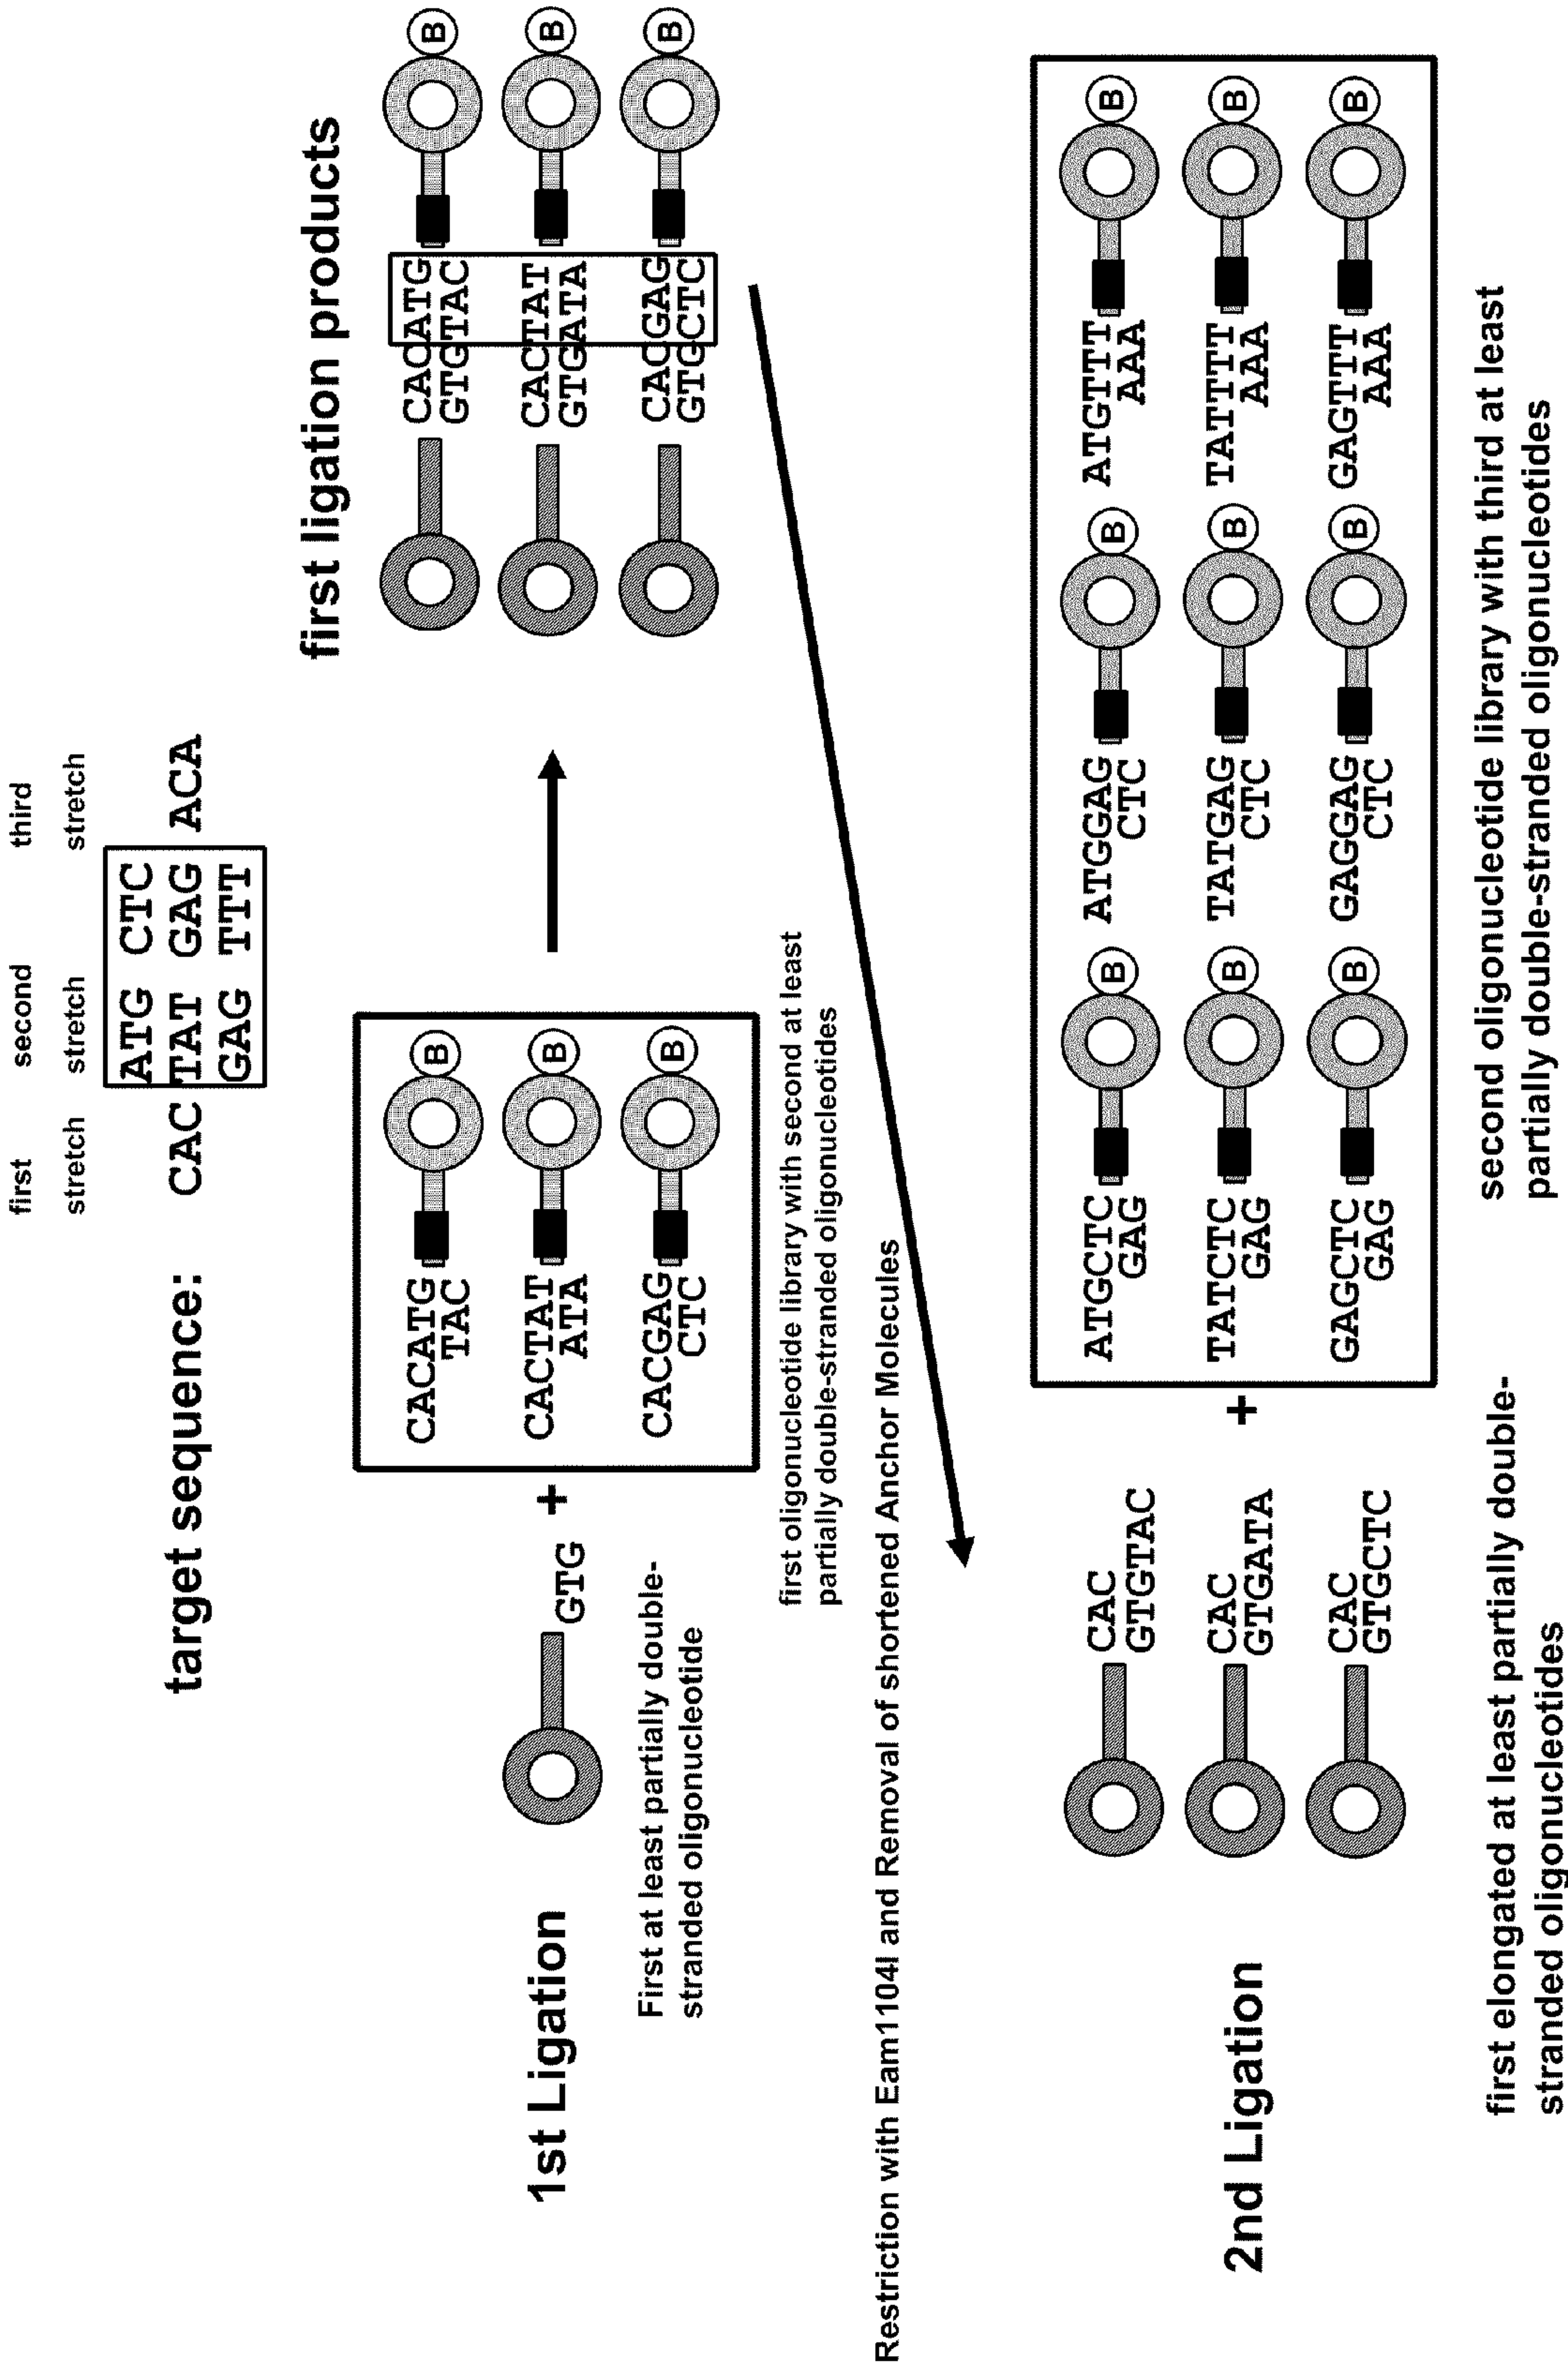 first second third
stretch stretch stretch
ATG CTC
target sequence: CAC TAT GAG ACA
GAG TTT
first ligation products
1st Ligation
GTG
+
First at least partially double-
stranded oligonucleotide
CACATG
TAC
B
CACTAT
ATA
B
CACGAG
CTC
B
first oligonucleotide library with second at least
partially double-stranded oligonucleotides
CACATG
GTGTAC
B
CACTAT
GTGATA
B
CACGAG
GTGCTC
B
Restriction with Eam1104I and Removal of shortened Anchor Molecules
2nd Ligation
CAC
GTGTAC
CAC
GTGATA
CAC
GTGCTC
+
first elongated at least partially double-
stranded oligonucleotides
ATGCTC B ATGGAG B ATGTTT B
GAG CTC AAA
TATCTC B TATGAG B TATTTT B
GAG CTC AAA
GAGCTC B GAGGAG B GAGTTT B
GAG CTC AAA
second oligonucleotide library with third at least
partially double-stranded oligonucleotides